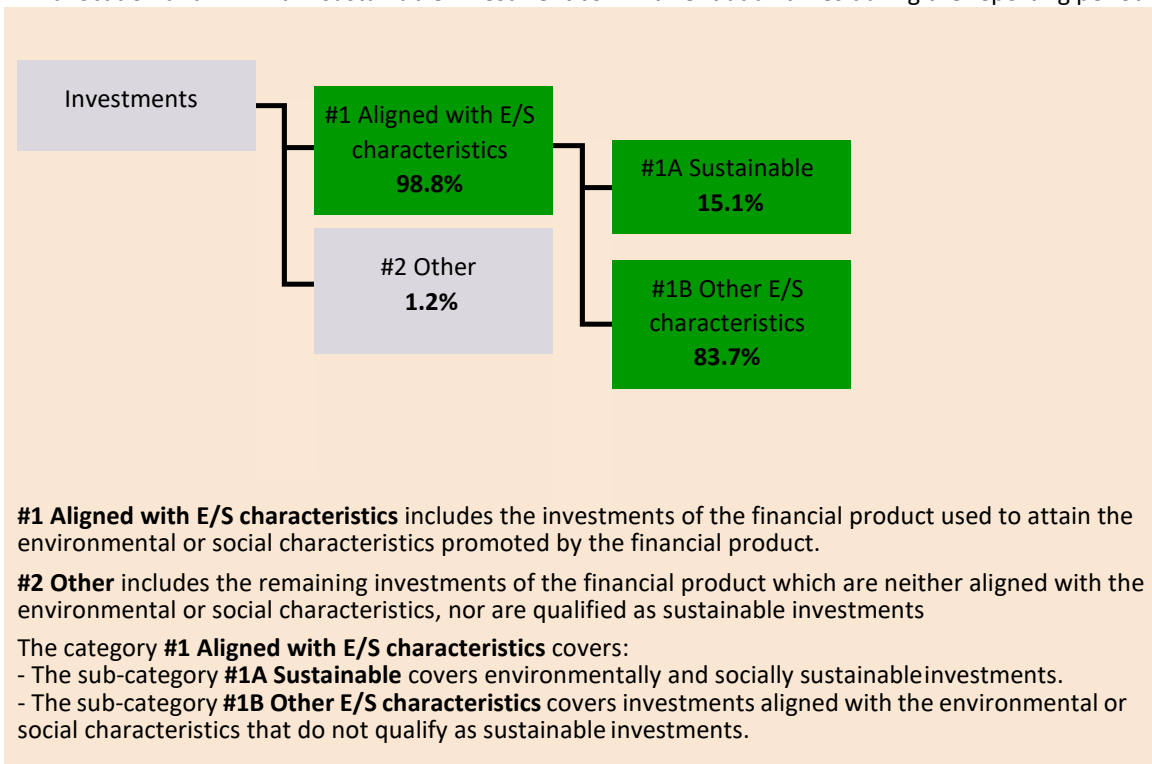 Investments
#1 Aligned with E/S
characteristics
98.8%
#1A Sustainable
15.1%
#2 Other
1.2%
#1B Other E/S
characteristics
83.7%
#1 Aligned with E/S characteristics includes the investments of the financial product used to attain the
environmental or social characteristics promoted by the financial product.
#2 Other includes the remaining investments of the financial product which are neither aligned with the
environmental or social characteristics, nor are qualified as sustainable investments
The category #1 Aligned with E/S characteristics covers:
- The sub-category #1A Sustainable covers environmentally and socially sustainable investments.
- The sub-category #1B Other E/S characteristics covers investments aligned with the environmental or
social characteristics that do not qualify as sustainable investments.